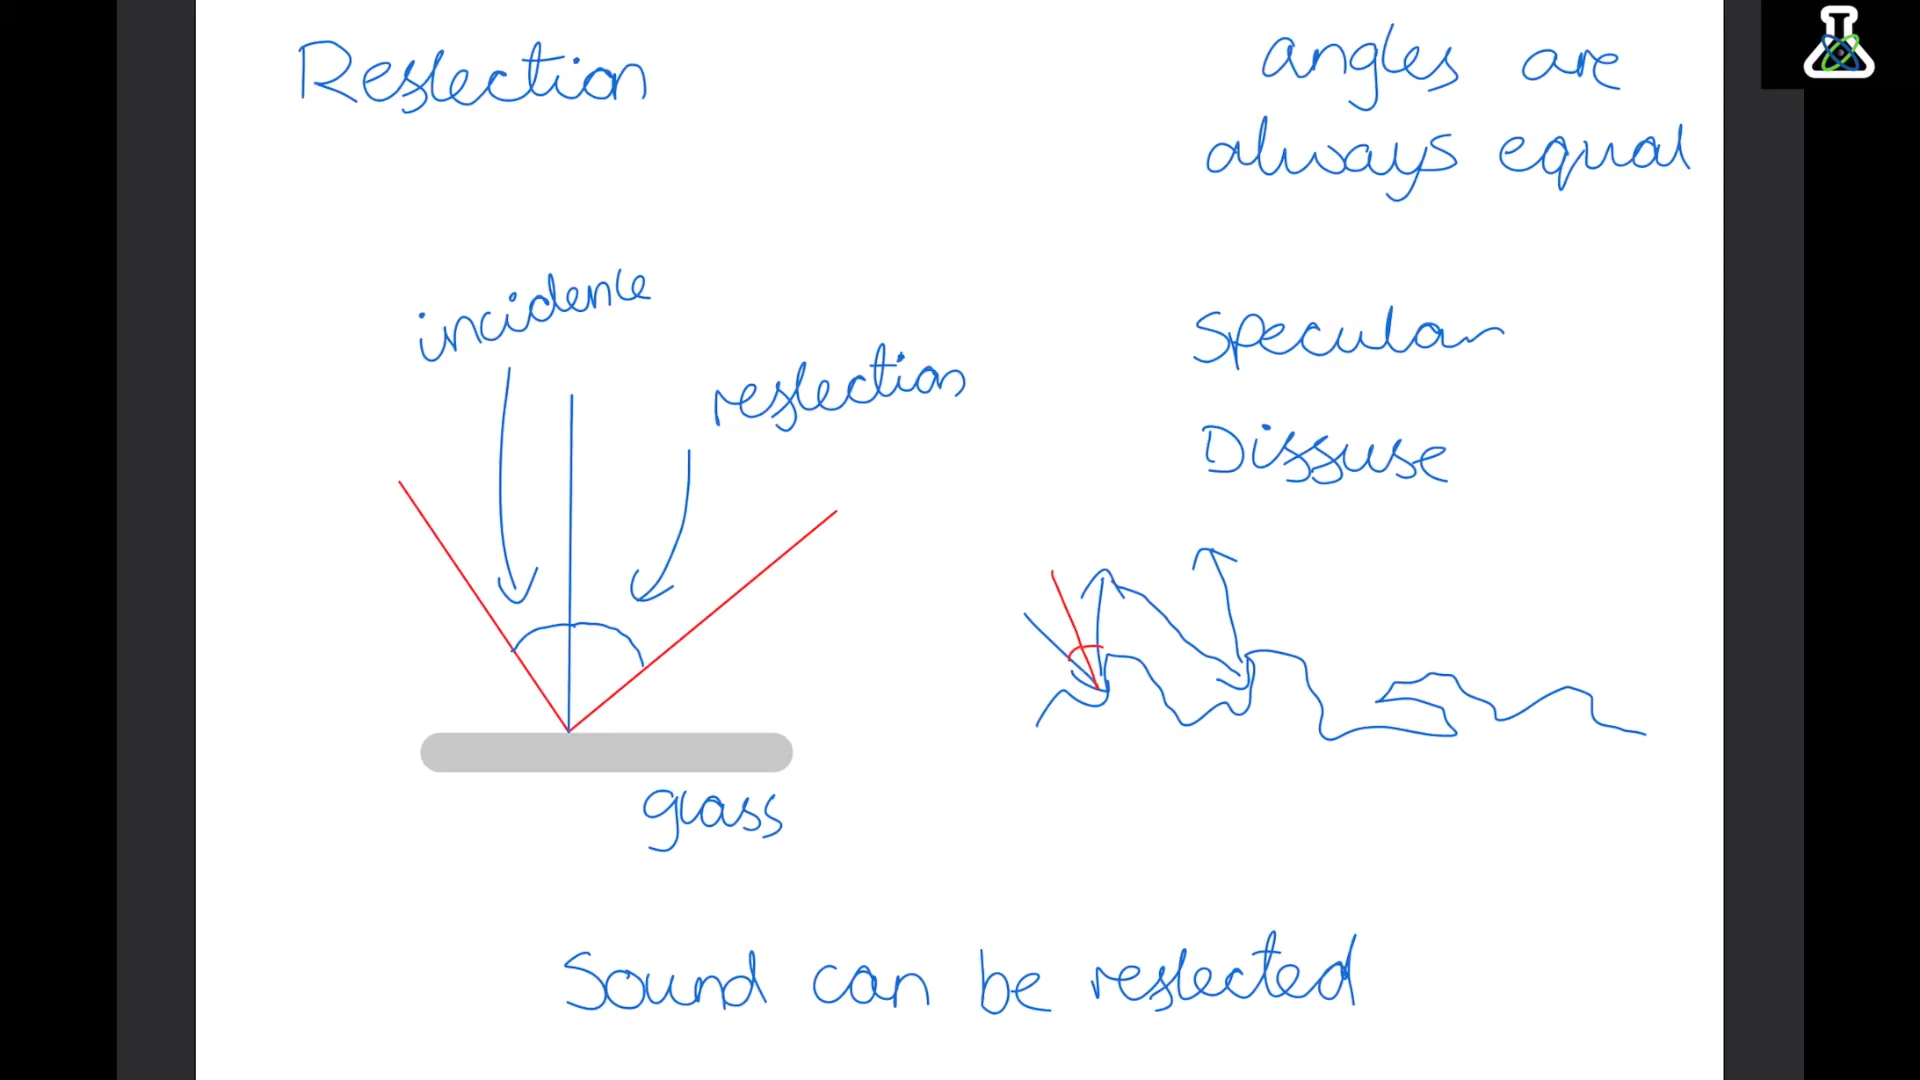 Reflection
angles are
always equal
incidence
reflection
Specular
Diffuse
glass
Sound can be reflected